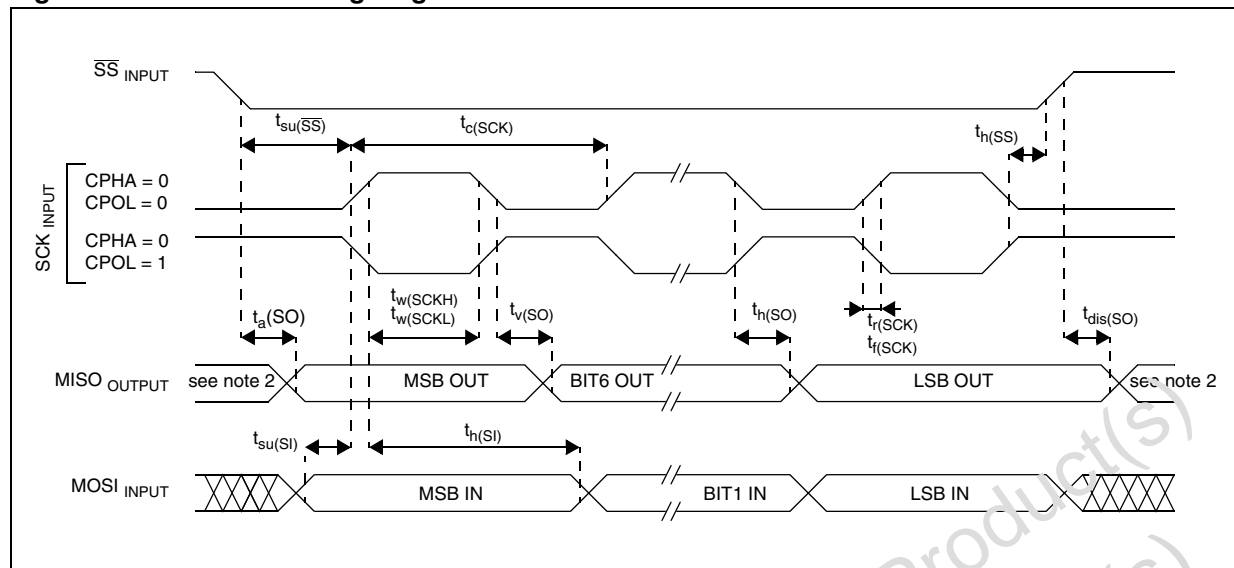 SS INPUT
tsu(SS)
tc(SCK)
th(SS)
SCK INPUT
CPHA = 0
CPOL = 0
CPHA = 0
CPOL = 1
ta(SO)
tw(SCKH)
tw(SCKL)
tv(SO)
th(SO)
tr(SCK)
tf(SCK)
tdis(SO)
MISO OUTPUT
see note 2
MSB OUT
BIT6 OUT
LSB OUT
see note 2
tsu(SI)
th(SI)
MOSI INPUT
MSB IN
BIT1 IN
LSB IN
Product(s)